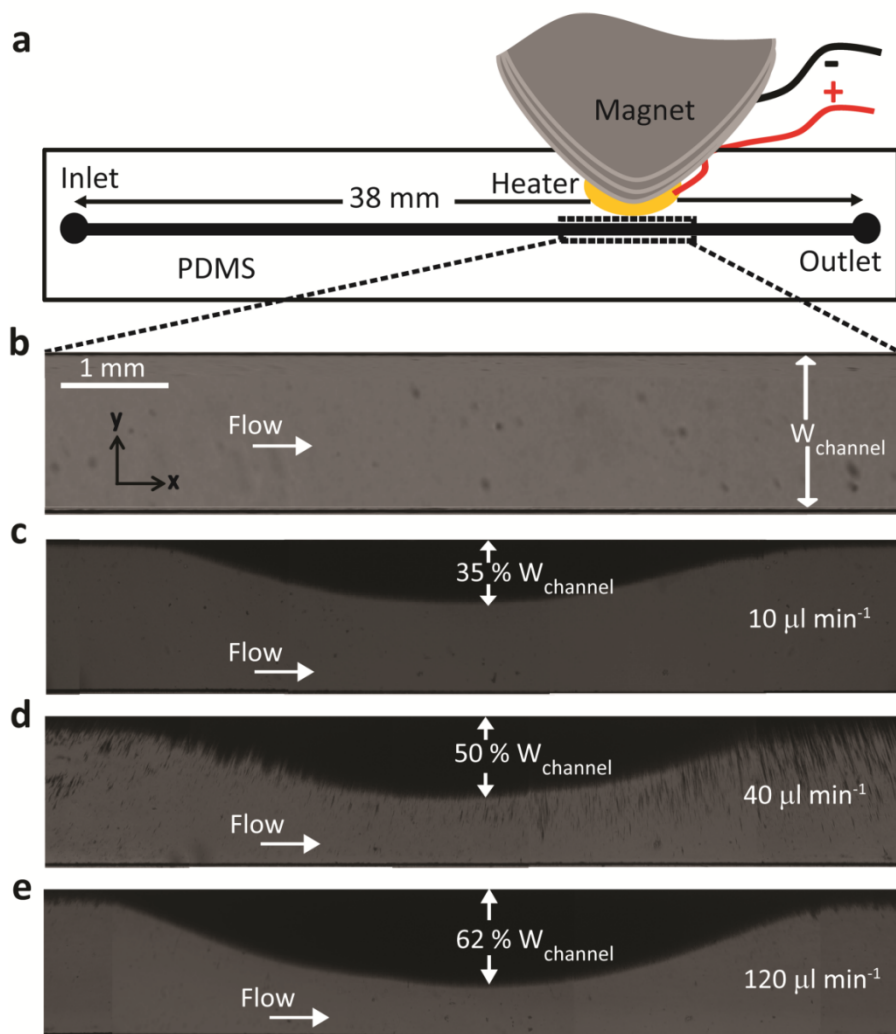 a
-
+
Magnet
Inlet
Heater
38 mm
PDMS
Outlet
b
1 mm
y
x
Flow
W channel
c
35 % W channel
10 μl min⁻¹
Flow
d
50 % W channel
40 μl min⁻¹
Flow
e
62 % W channel
120 μl min⁻¹
Flow